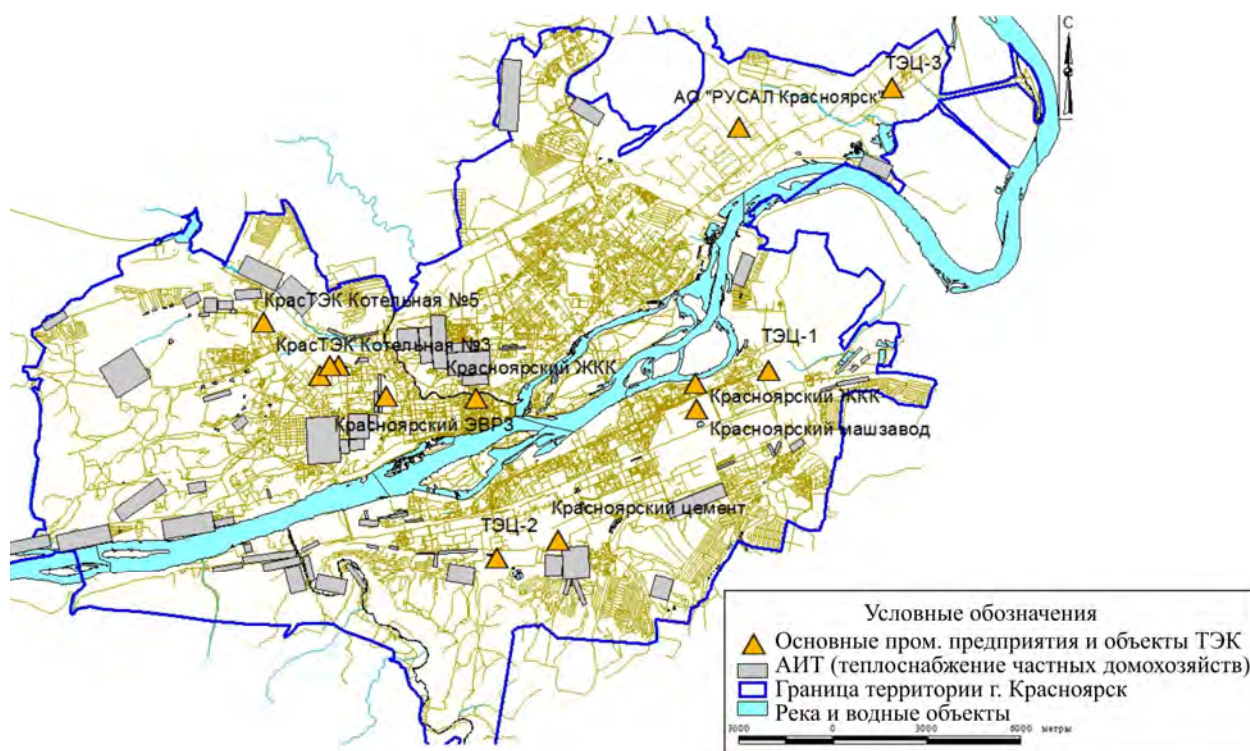 С
ТЭЦ-3
АО "РУСАЛ Красноярск"
КрасТЭК Котельная №5
КрасТЭК Котельная №3
ТЭЦ-1
Красноярский ЖКК
Красноярский ЖКК
Красноярский ЭВРЗ
Красноярский машзавод
Красноярский цемент
ТЭЦ-2
Условные обозначения
Основные пром. предприятия и объекты ТЭК
АИТ (теплоснабжение частных домохозяйств)
Граница территории г. Красноярск
Река и водные объекты
3000 0 3000 6000 метры